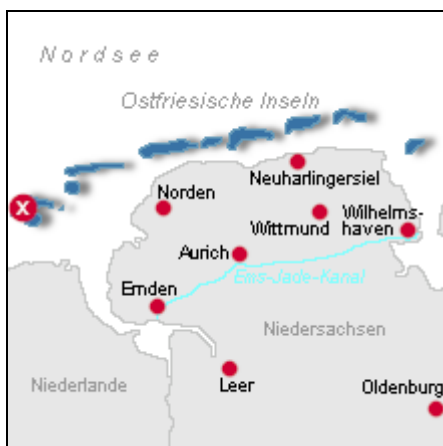 Nordsee
Ostfriesische Inseln
X
Neuharlingersiel
Norden
Wilhelms-
haven
Wittmund
Aurich
Ems-Jade-Kanal
Emden
Niedersachsen
Niederlande
Leer
Oldenburg